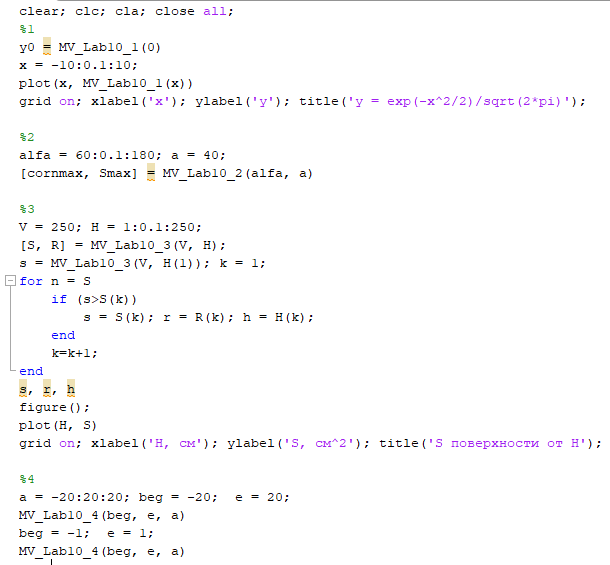 clear; clc; cla; close all;
%1
y0 = MV_Lab10_1(0)
x = -10:0.1:10;
plot(x, MV_Lab10_1(x))
grid on; xlabel('x'); ylabel('y'); title('y = exp(-x^2/2)/sqrt(2*pi)');
%2
alfa = 60:0.1:180; a = 40;
[cornmax, Smax] = MV_Lab10_2(alfa, a)
%3
V = 250; H = 1:0.1:250;
[S, R] = MV_Lab10_3(V, H);
s = MV_Lab10_3(V, H(1)); k = 1;
for n = S
if (s>S(k))
s = S(k); r = R(k); h = H(k);
end
k=k+1;
end
s, r, h
figure();
plot(H, S)
grid on; xlabel('H, см'); ylabel('S, см^2'); title('S поверхности от H');
%4
a = -20:20:20; beg = -20;  e = 20;
MV_Lab10_4(beg, e, a)
beg = -1;  e = 1;
MV_Lab10_4(beg, e, a)